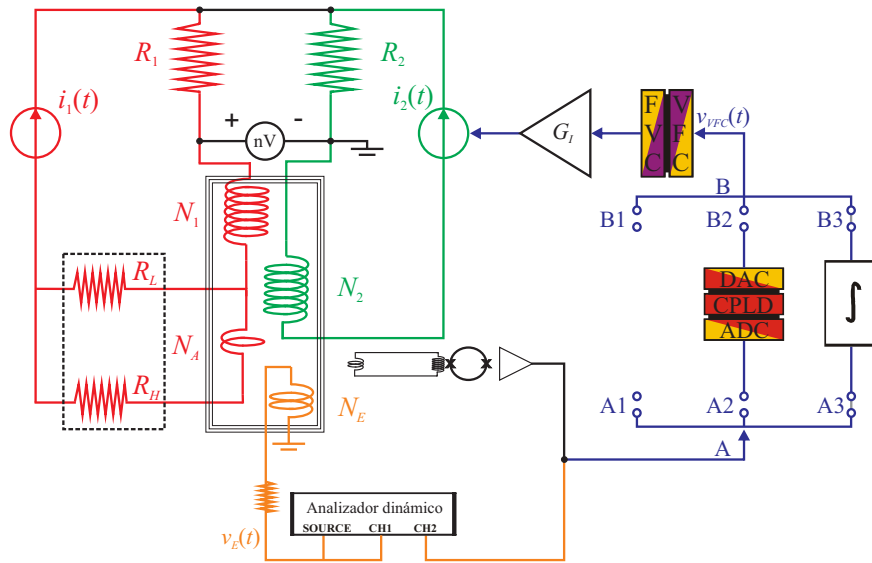 R1
R2
i1(t)
i2(t)
+
-
nV
GI
F
V
C
V
F
C
vVFC(t)
B
B1
B2
B3
N1
N2
RL
NA
RH
NE
DAC
CPLD
ADC
∫
A1
A2
A3
A
Analizador dinámico
SOURCE CH1 CH2
vE(t)